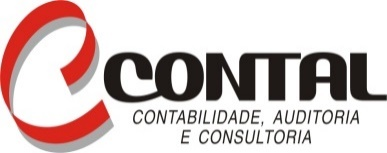 CONTAL
CONTABILIDADE, AUDITORIA
E CONSULTORIA